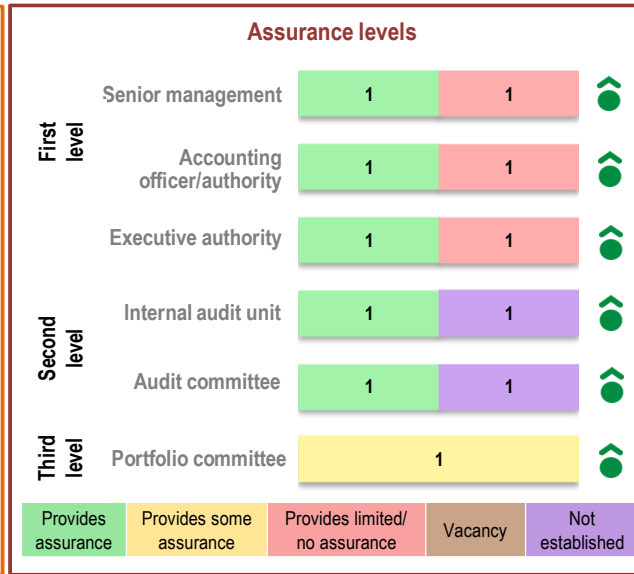 Assurance levels
First level
Senior management 1 1
Accounting officer/authority 1 1
Executive authority 1 1
Second level
Internal audit unit 1 1
Audit committee 1 1
Third level
Portfolio committee 1
Provides assurance
Provides some assurance
Provides limited/ no assurance
Vacancy
Not established